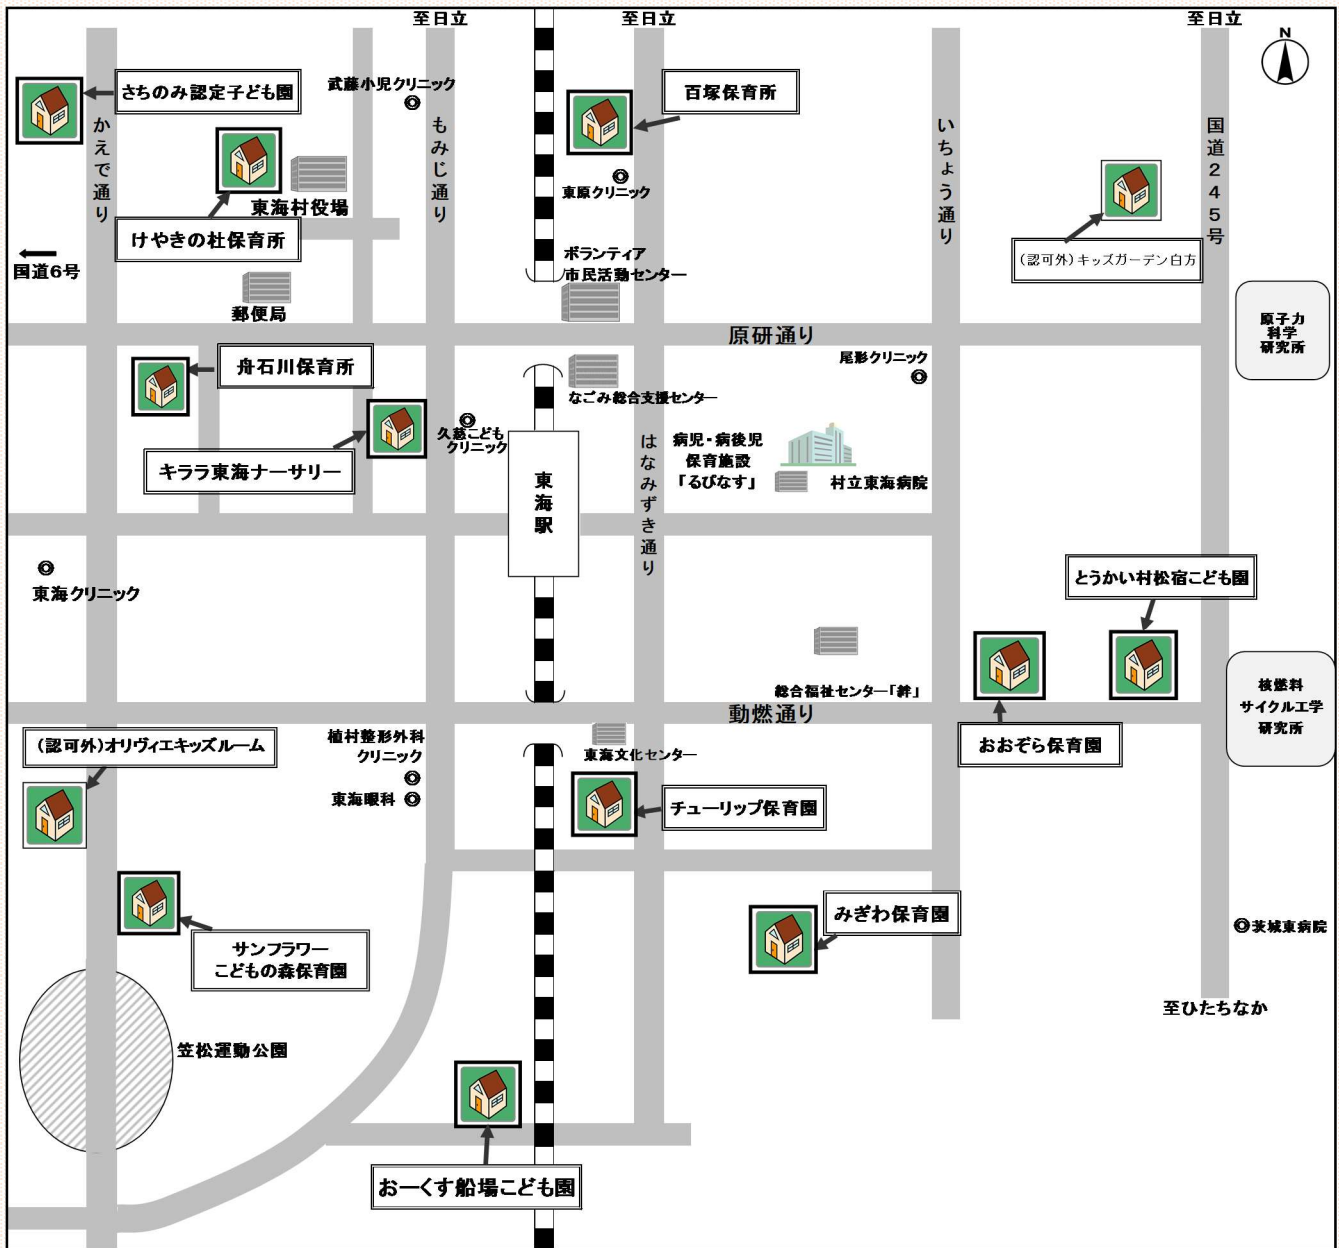 至日立
至日立
至日立
N
さちのみ認定子ども園
武藤小児クリニック
百塚保育所
かえで通り
もみじ通り
いちょう通り
国道245号
東原クリニック
東海村役場
けやきの杜保育所
国道6号
ボランティア
市民活動センター
(認可外)キッズガーデン白方
郵便局
原研通り
原子力
科学
研究所
舟石川保育所
尾形クリニック
なごみ総合支援センター
久慈こども
クリニック
キララ東海ナーサリー
東海駅
はなみずき通り
病児・病後児
保育施設
「るぴなす」
村立東海病院
東海クリニック
とうかい村松宿こども園
総合福祉センター「絆」
動燃通り
核燃料
サイクル工学
研究所
(認可外)オリヴィエキッズルーム
植村整形外科
クリニック
東海眼科
東海文化センター
おおぞら保育園
チューリップ保育園
みぎわ保育園
サンフラワー
こどもの森保育園
茨城東病院
至ひたちなか
笠松運動公園
おーくす船場こども園